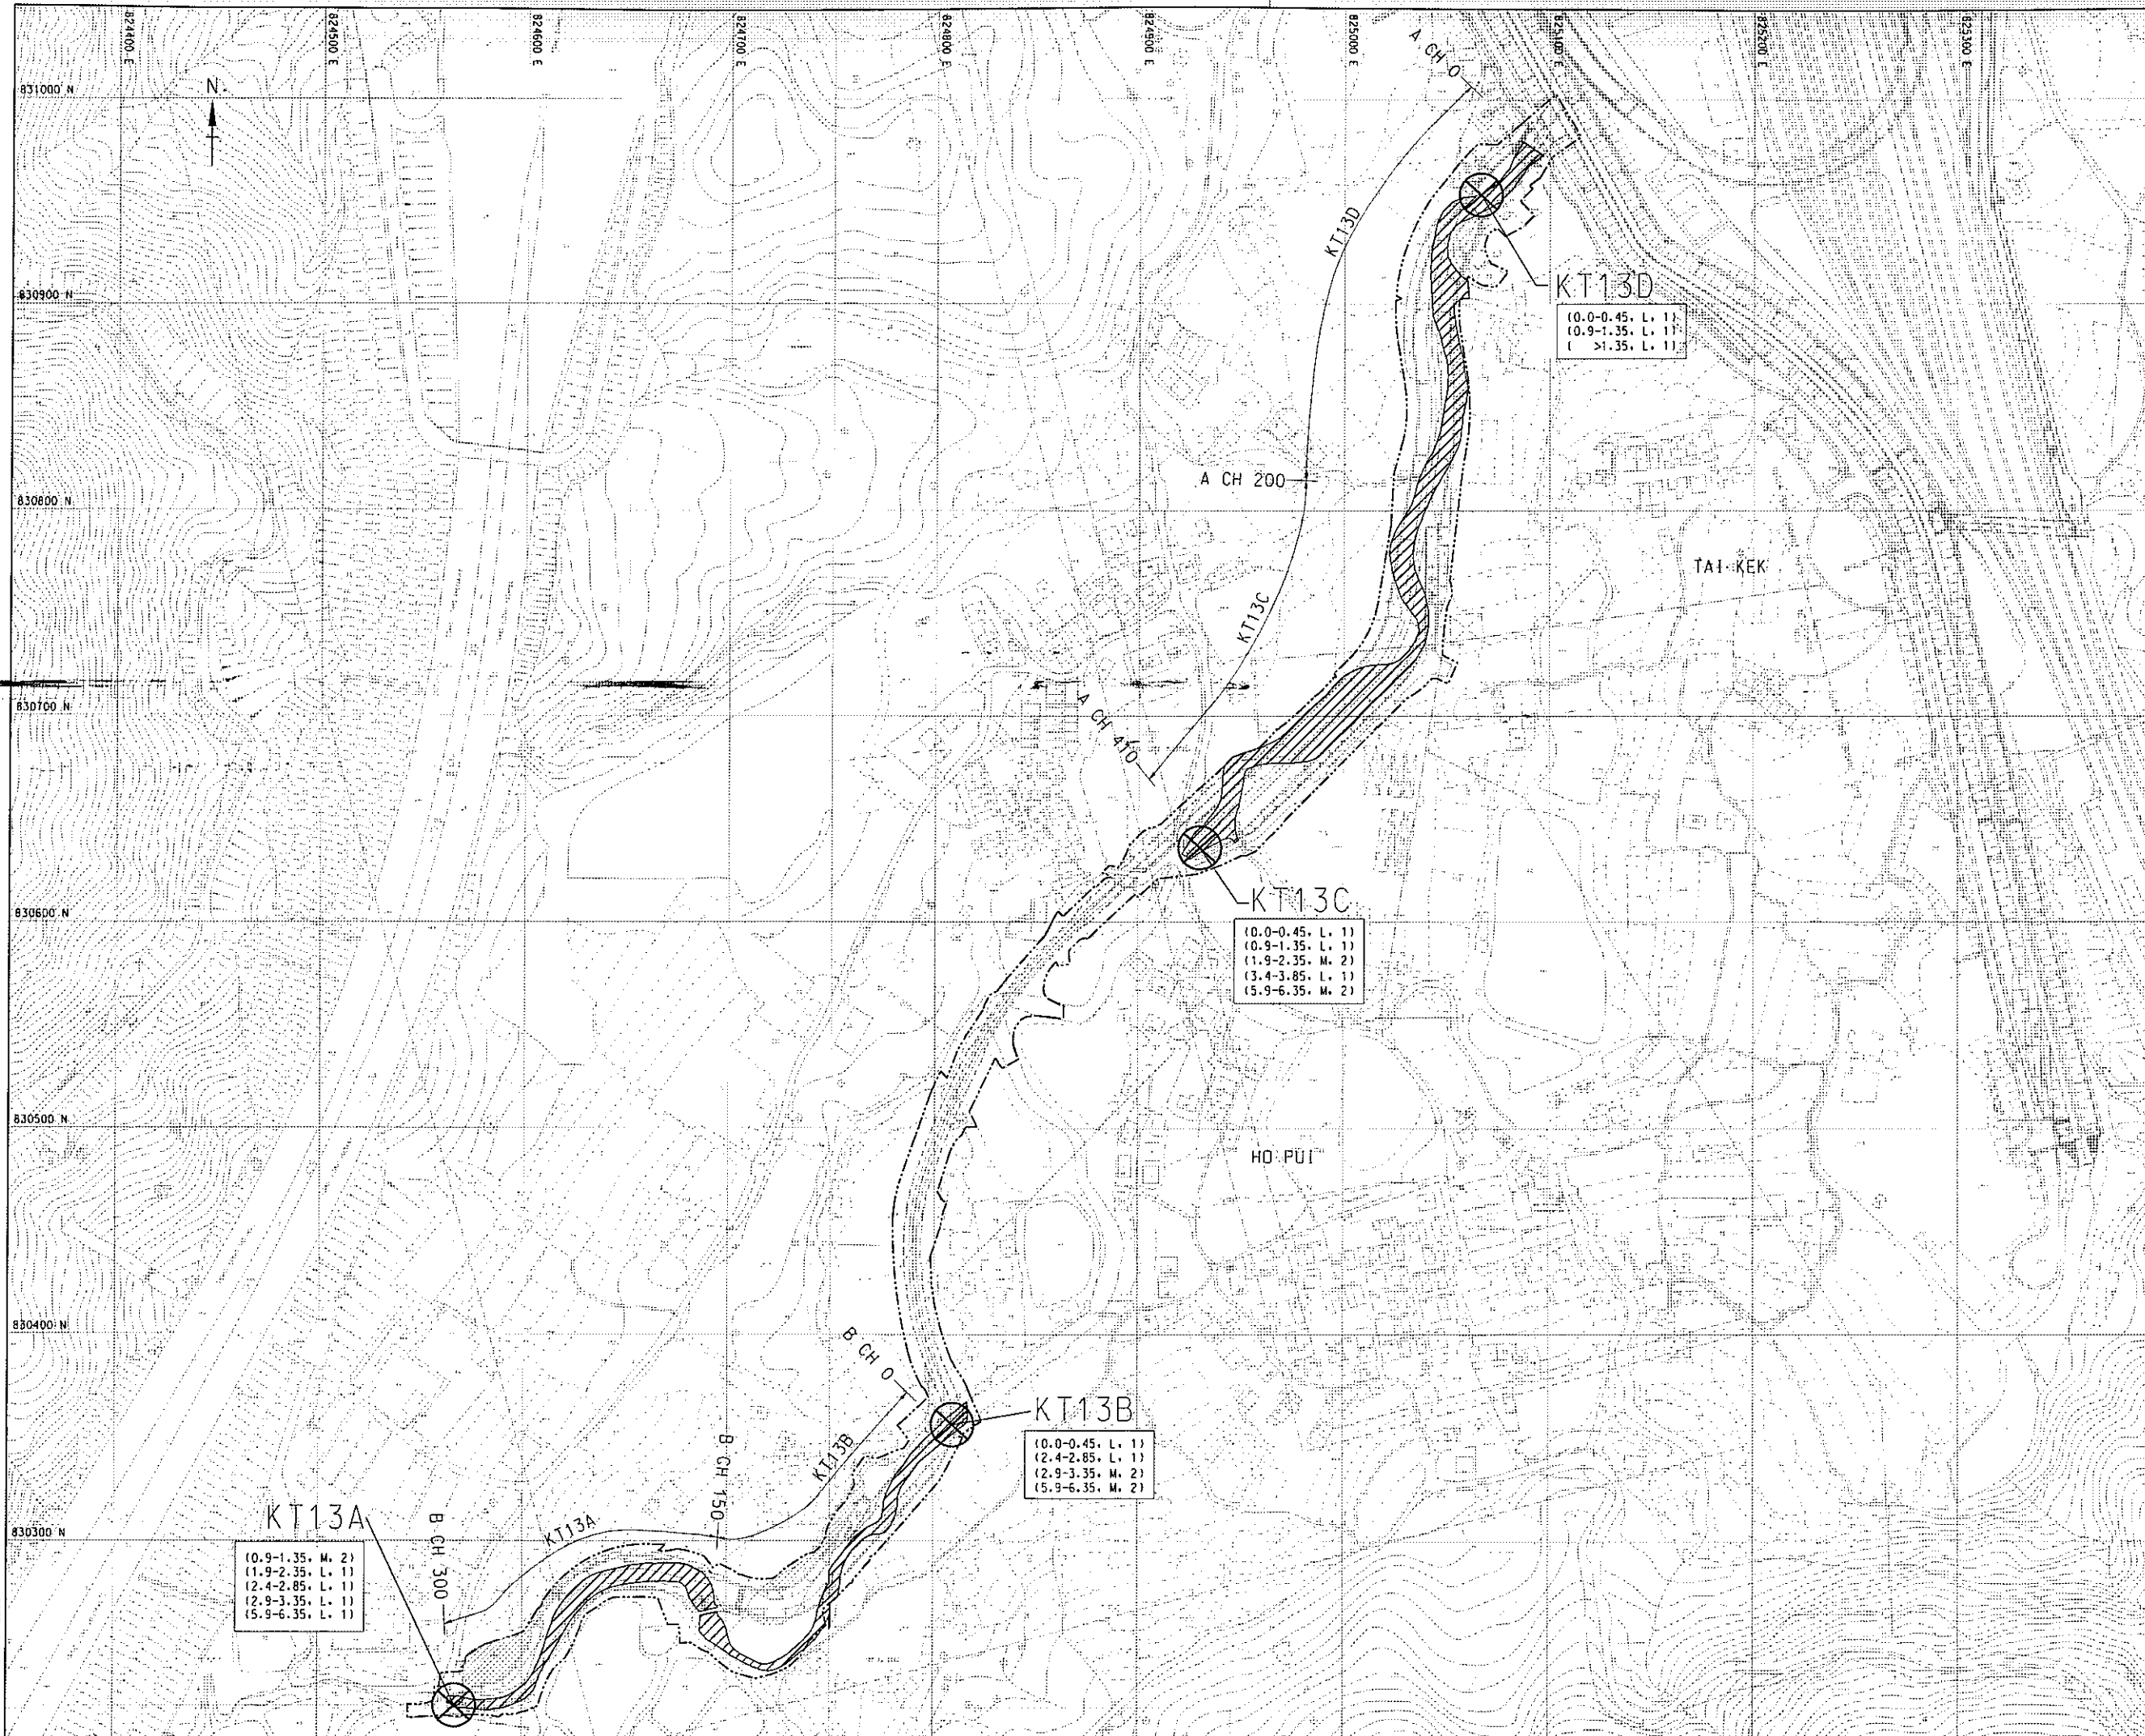 824400 E
824500 E
824600 E
824700 E
824800 E
824900 E
825000 E
825100 E
825200 E
825300 E
N
831000 N
A CH 0
KT13D
830900 N
KT13D
(0.0-0.45, L, 1)
(0.9-1.35, L, 1)
( >1.35, L, 1)
830800 N
A CH 200
TAI KEK
KT13C
830700 N
A CH 410
KT13C
830600 N
(0.0-0.45, L, 1)
(0.9-1.35, L, 1)
(1.9-2.35, M, 2)
(3.4-3.85, L, 1)
(5.9-6.35, M, 2)
830500 N
HO PUI
830400 N
B CH 0
KT13B
(0.0-0.45, L, 1)
(2.4-2.85, L, 1)
(2.9-3.35, M, 2)
(5.9-6.35, M, 2)
KT13B
B CH 150
KT13A
830300 N
KT13A
B CH 300
(0.9-1.35, M, 2)
(1.9-2.35, L, 1)
(2.4-2.85, L, 1)
(2.9-3.35, L, 1)
(5.9-6.35, L, 1)